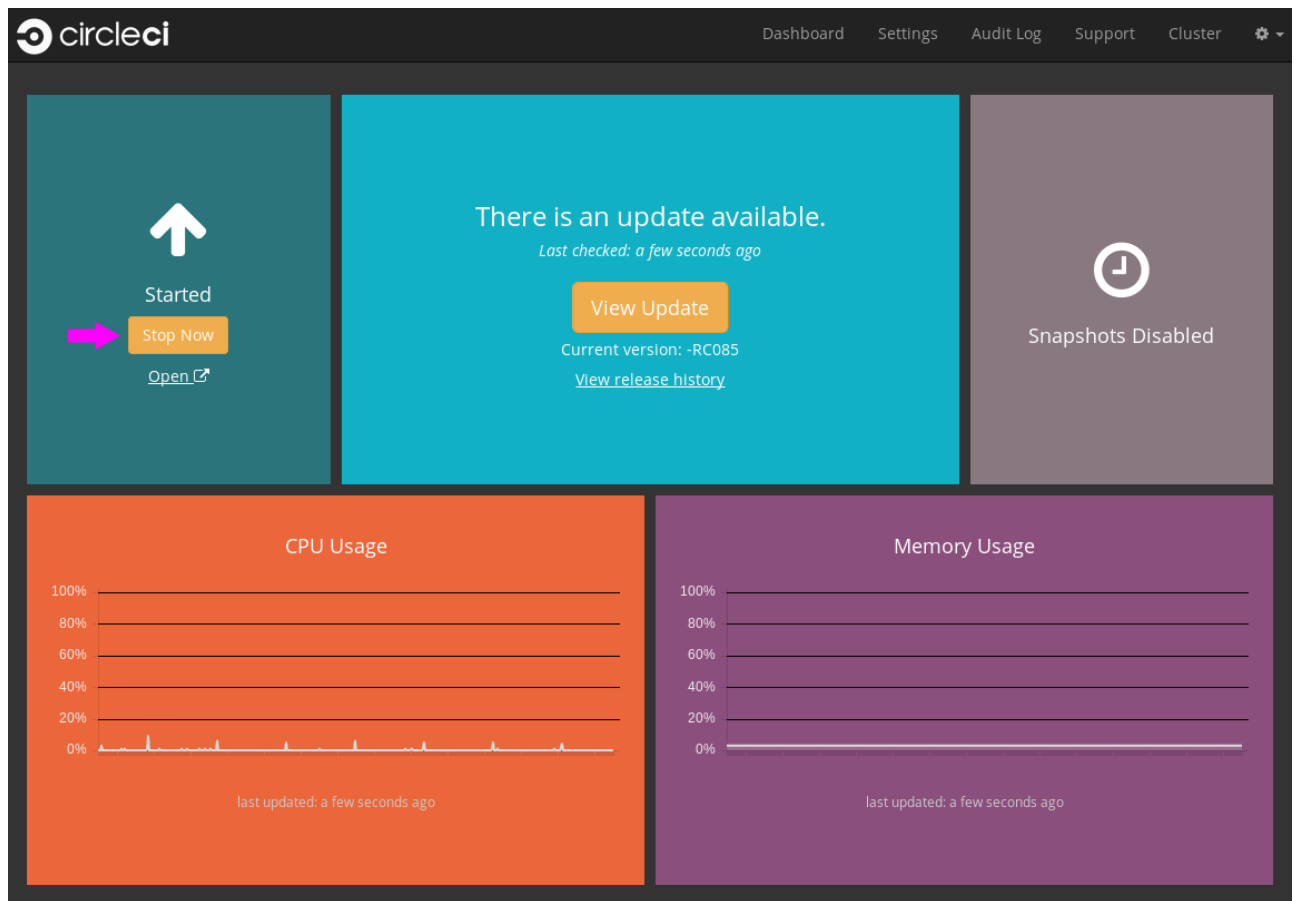 circleci
Dashboard Settings Audit Log Support Cluster
Started
Stop Now
Open
There is an update available.
Last checked: a few seconds ago
View Update
Current version: -RC085
View release history
Snapshots Disabled
CPU Usage
100%
80%
60%
40%
20%
0%
last updated: a few seconds ago
Memory Usage
100%
80%
60%
40%
20%
0%
last updated: a few seconds ago